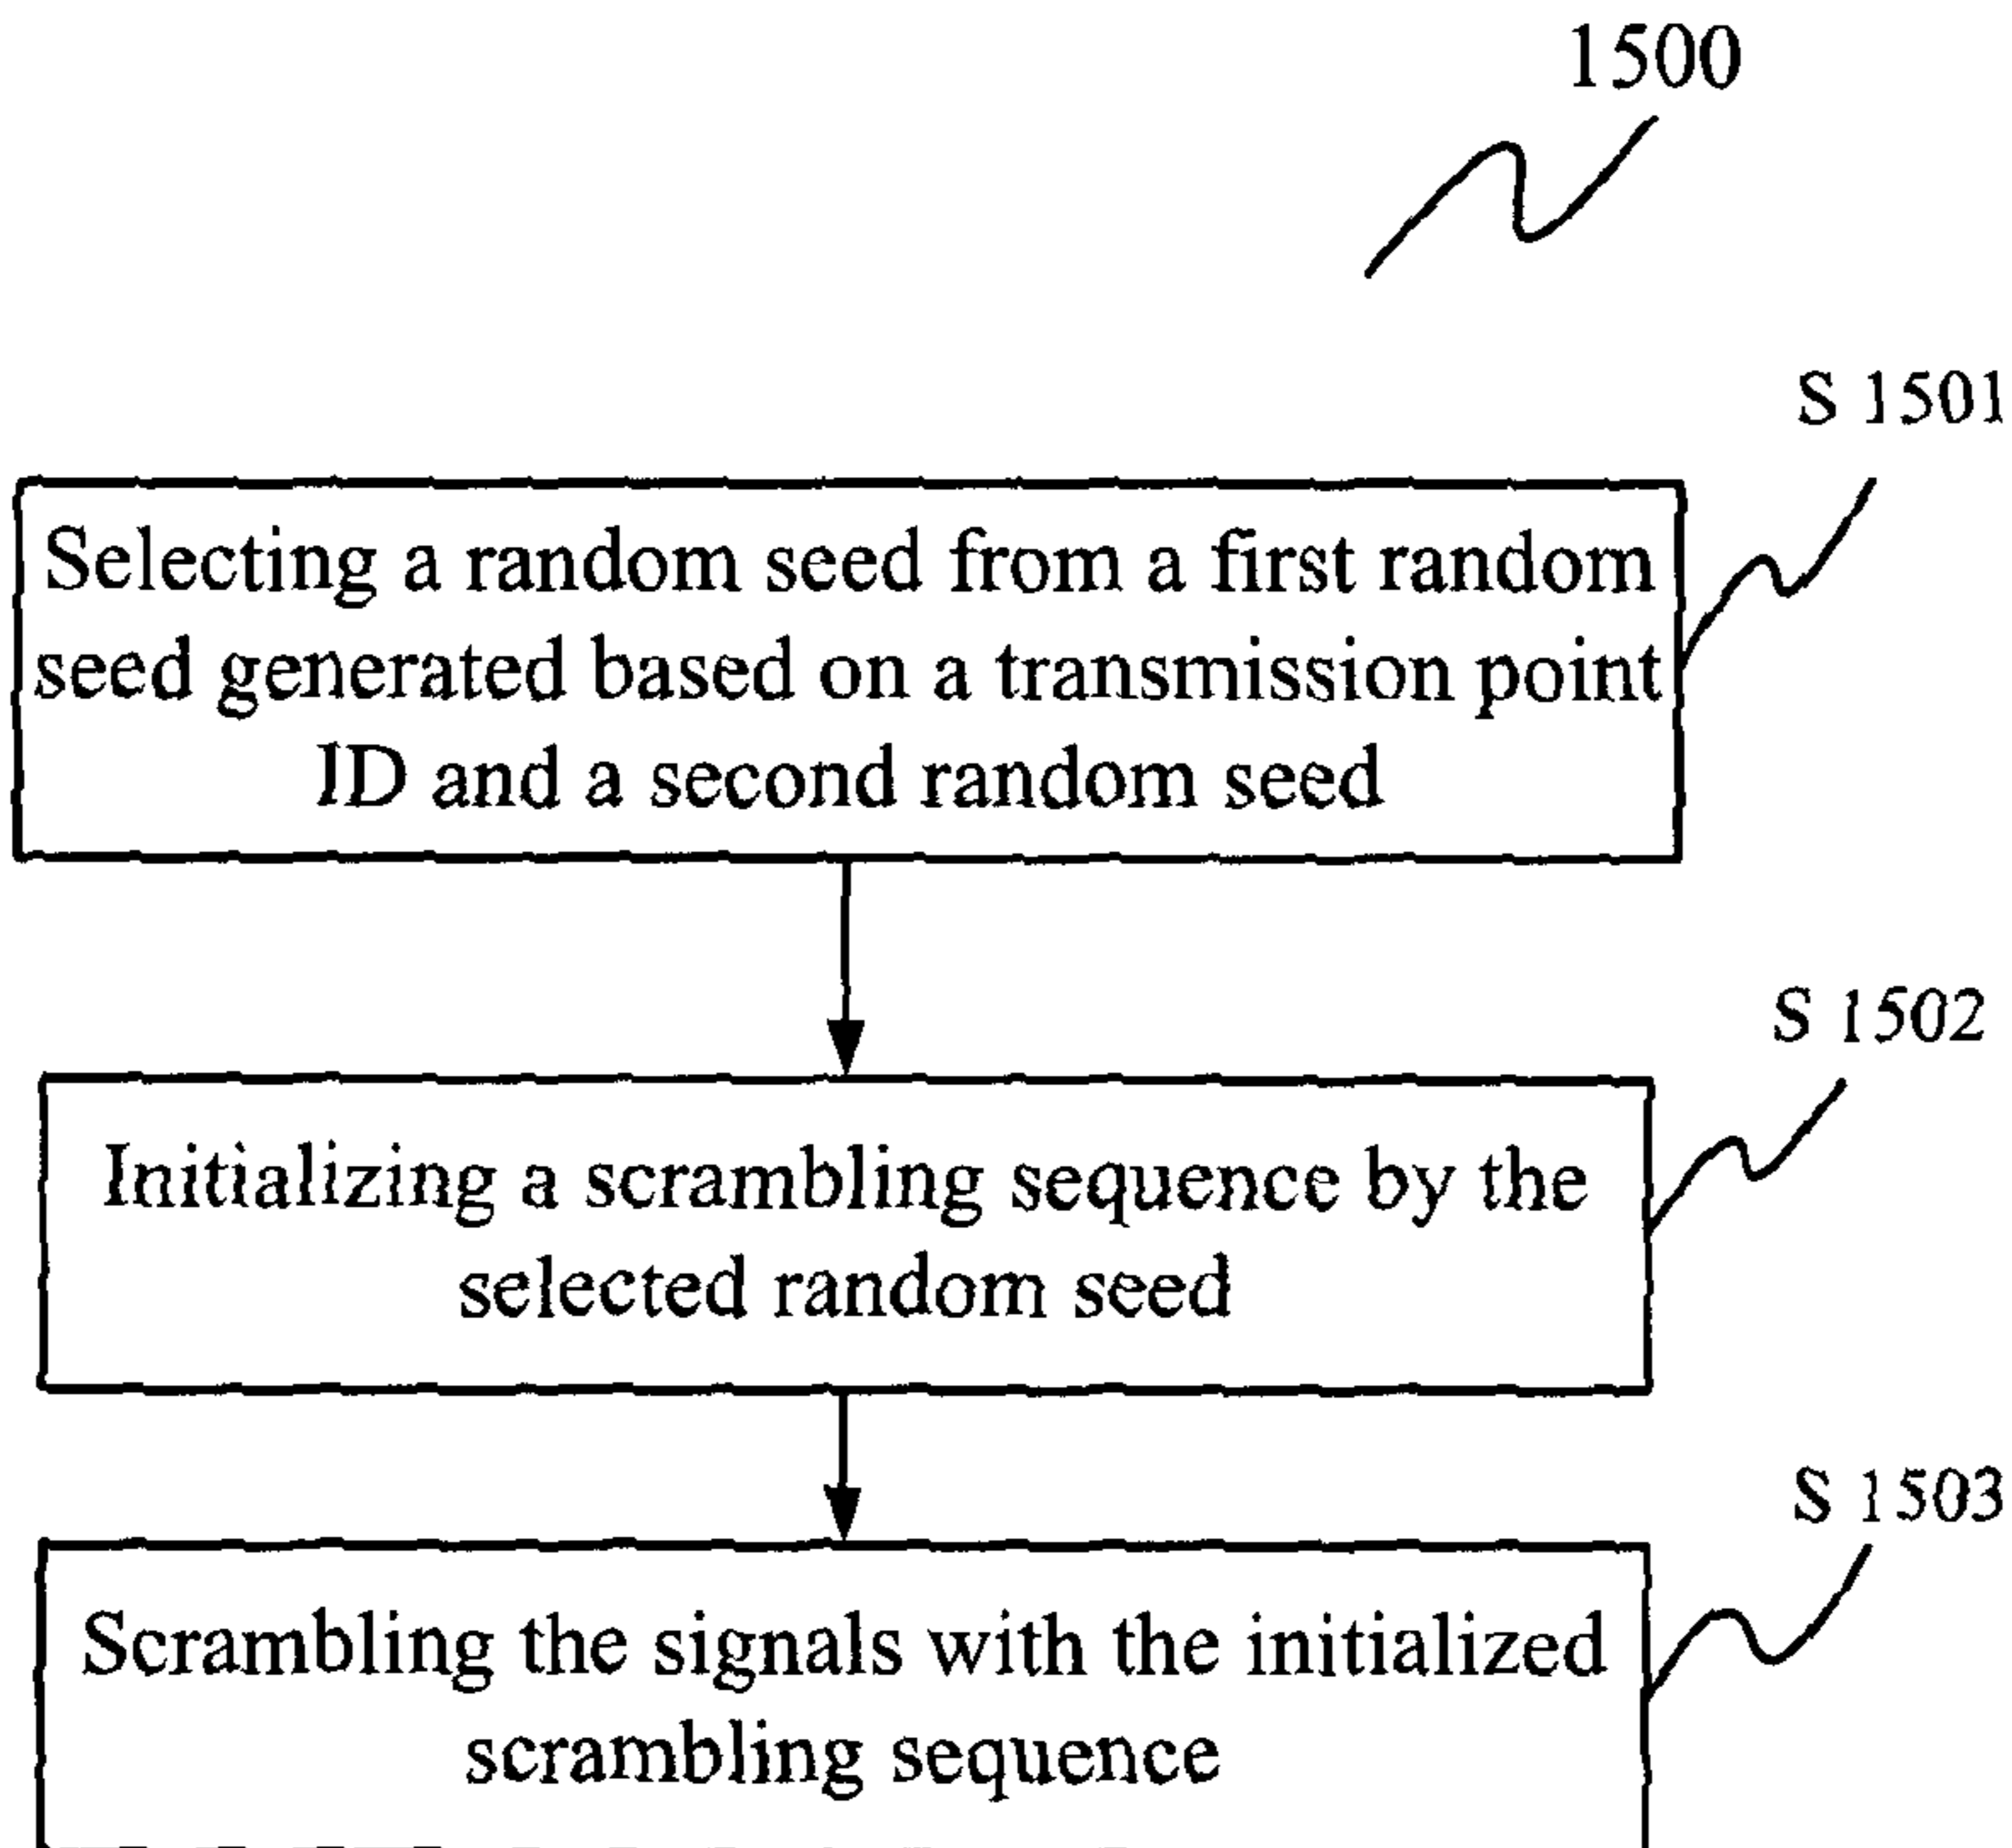 1500
S 1501
Selecting a random seed from a first random
seed generated based on a transmission point
ID and a second random seed
S 1502
Initializing a scrambling sequence by the
selected random seed
S 1503
Scrambling the signals with the initialized
scrambling sequence